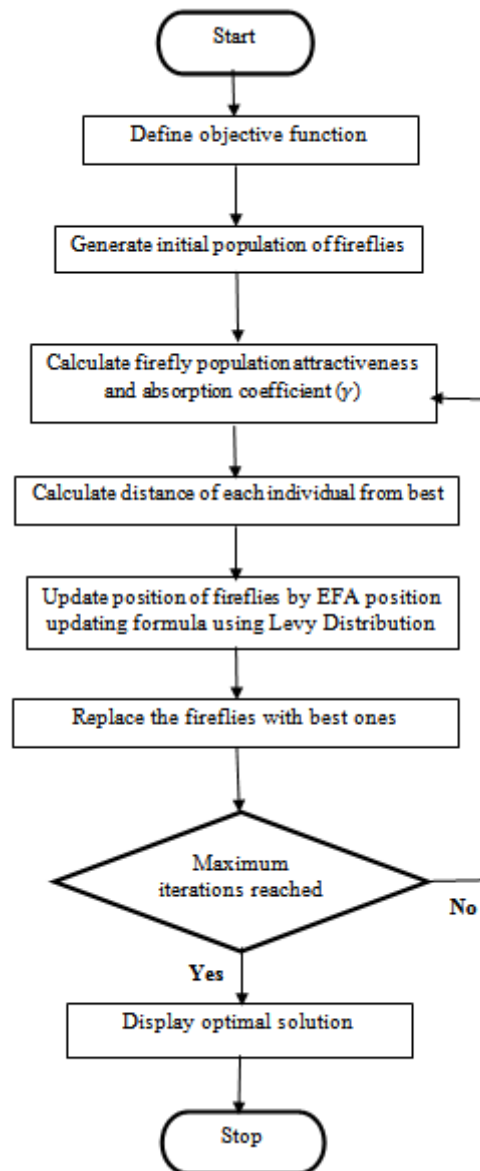 Start
Define objective function
Generate initial population of fireflies
Calculate firefly population attractiveness
and absorption coefficient (γ)
Calculate distance of each individual from best
Update position of fireflies by EFA position
updating formula using Levy Distribution
Replace the fireflies with best ones
Maximum
iterations reached
No
Yes
Display optimal solution
Stop